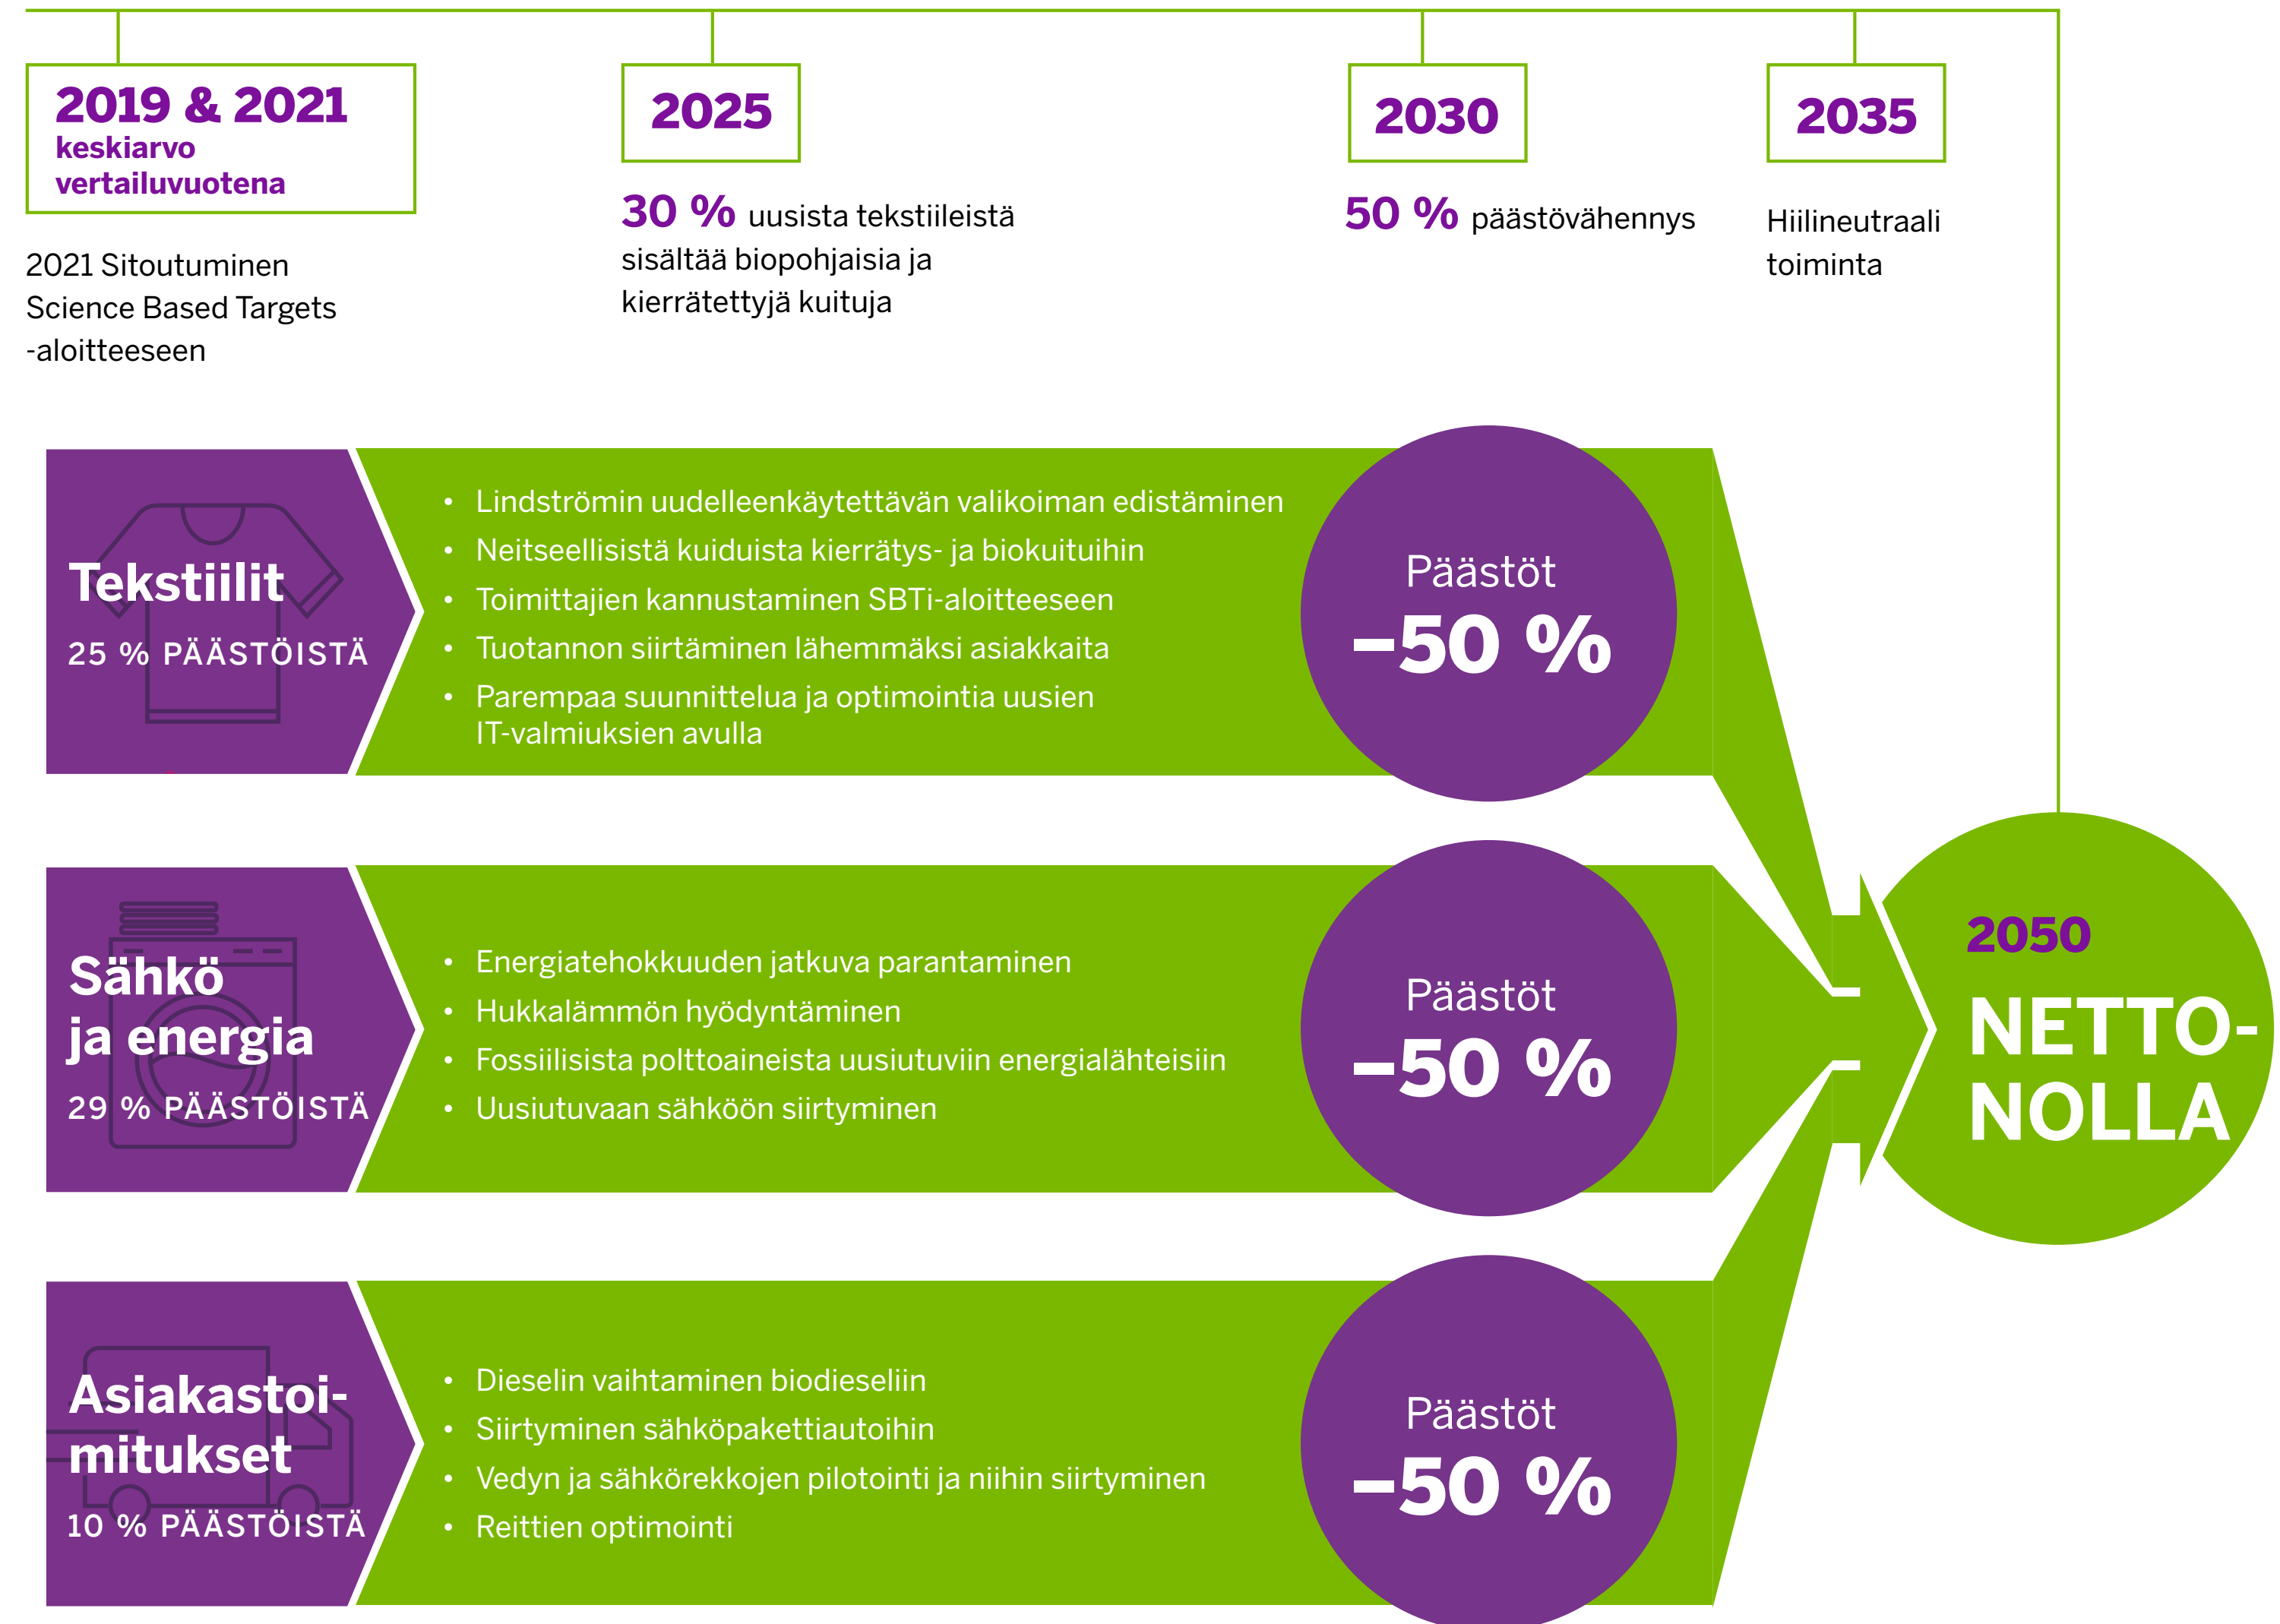 2019 & 2021
keskiarvo
vertailuvuotena
2021 Sitoutuminen
Science Based Targets
-aloitteeseen
2025
30 % uusista tekstiileistä
sisältää biopohjaisia ja
kierrätettyjä kuituja
2030
50 % päästövähennys
2035
Hiilineutraali
toiminta
Tekstiilit
25 % PÄÄSTÖISTÄ
• Lindströmin uudelleenkäytettävän valikoiman edistäminen
• Neitseellisistä kuiduista kierrätys- ja biokuituihin
• Toimittajien kannustaminen SBTi-aloitteeseen
• Tuotannon siirtäminen lähemmäksi asiakkaita
• Parempaa suunnittelua ja optimointia uusien
IT-valmiuksien avulla
Päästöt
–50 %
Sähkö
ja energia
29 % PÄÄSTÖISTÄ
• Energiatehokkuuden jatkuva parantaminen
• Hukkalämmön hyödyntäminen
• Fossiilisista polttoaineista uusiutuviin energialähteisiin
• Uusiutuvaan sähköön siirtyminen
Päästöt
–50 %
Asiakastoi-
mitukset
10 % PÄÄSTÖISTÄ
• Dieselin vaihtaminen biodieseliin
• Siirtyminen sähköpakettiautoihin
• Vedyn ja sähkörekkojen pilotointi ja niihin siirtyminen
• Reittien optimointi
Päästöt
–50 %
2050
NETTO-
NOLLA